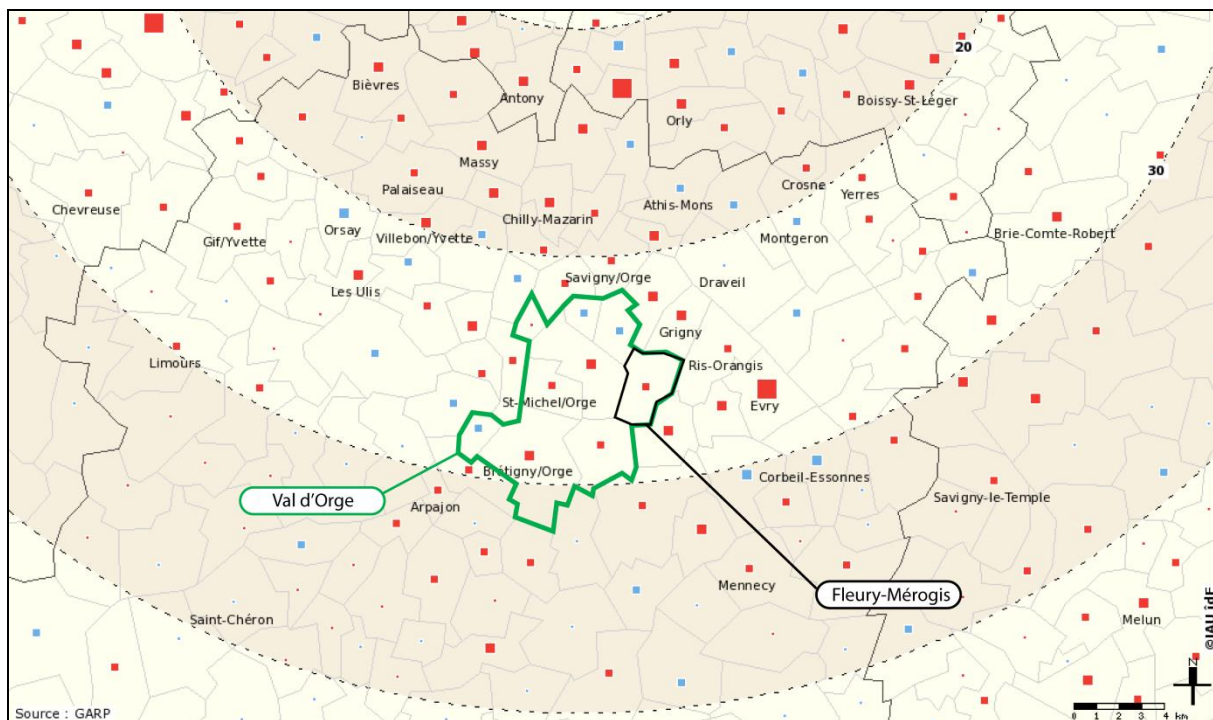 20
Bièvres
Antony
Boissy-St-Léger
Orly
Massy
30
Palaiseau
Crosne
Yerres
Chevreuse
Athis-Mons
Chilly-Mazarin
Orsay
Gif/Yvette
Villebon/Yvette
Montgeron
Brie-Comte-Robert
Savigny/Orge
Draveil
Les Ulis
Grigny
Limours
Ris-Orangis
St-Michel/Orge
Evry
Brétigny/Orge
Corbeil-Essonnes
Val d'Orge
Arpajon
Savigny-le-Temple
Mennecy
Fleury-Mérogis
Saint-Chéron
Melun
©IAU îdF
N
Source : GARP
0 1 2 3 4 km